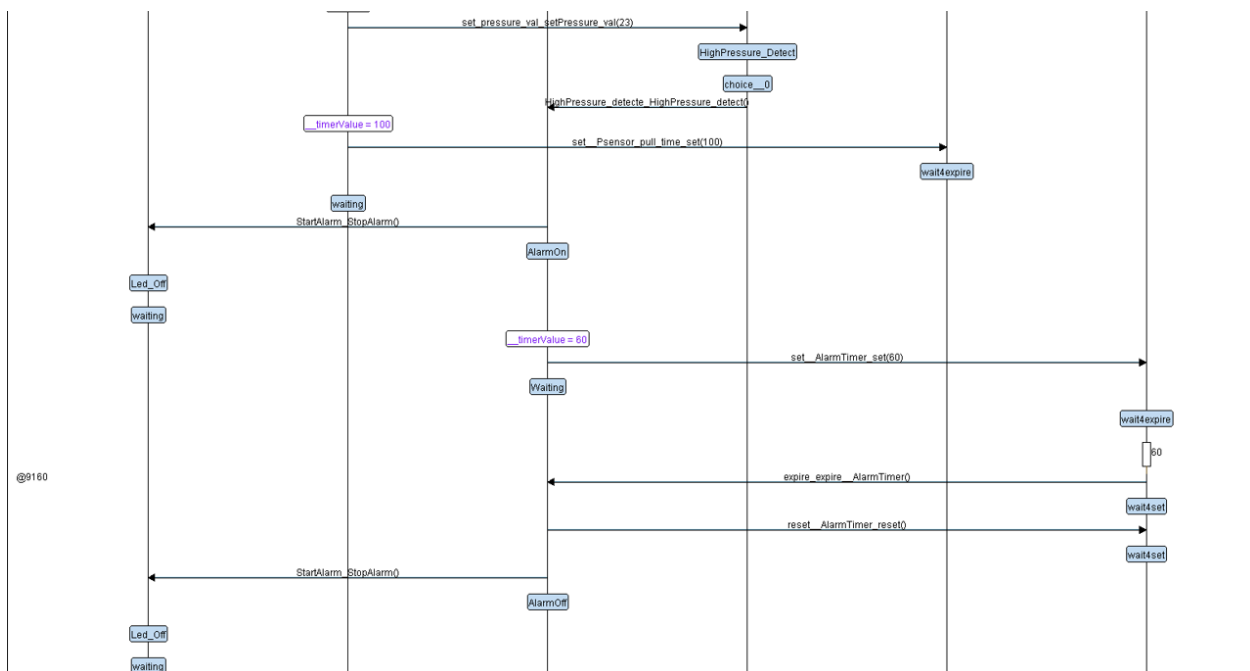 set_pressure_val_setPressure_val(23)
HighPressure_Detect
choice__0
HighPressure_detecte_HighPressure_detect()
__timerValue = 100
set__Psensor_pull_time_set(100)
wait4expire
waiting
StartAlarm_StopAlarm()
AlarmOn
Led_Off
waiting
__timerValue = 60
set__AlarmTimer_set(60)
Waiting
wait4expire
60
@9160
expire_expire__AlarmTimer()
wait4set
reset__AlarmTimer_reset()
wait4set
StartAlarm_StopAlarm()
AlarmOff
Led_Off
waiting